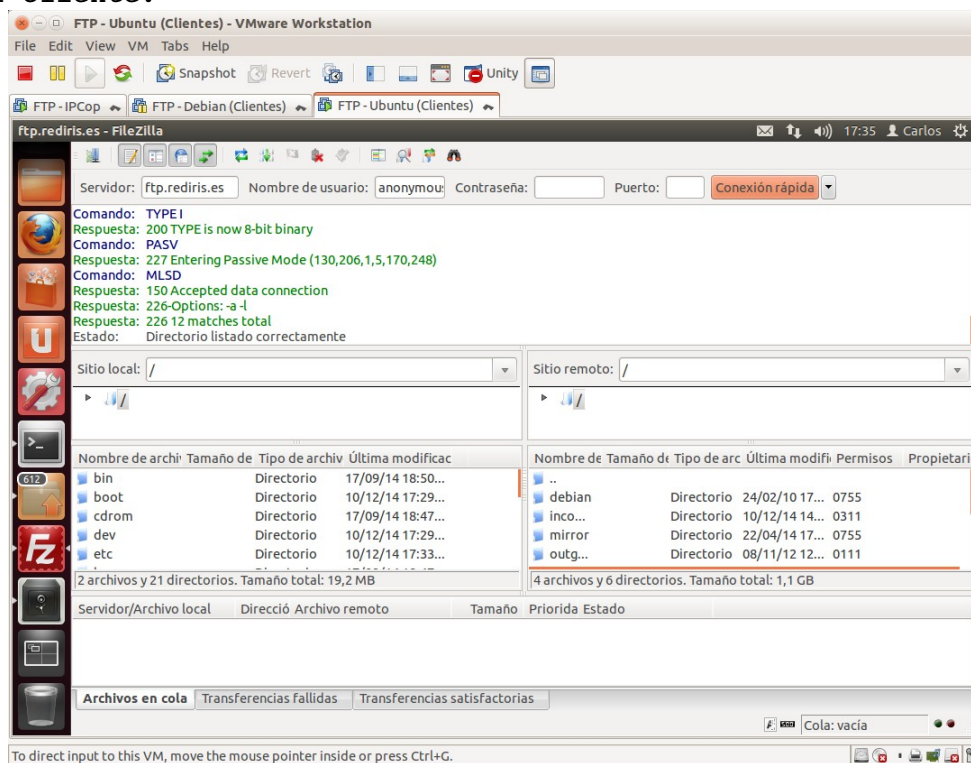 FTP - Ubuntu (Clientes) - VMware Workstation
File Edit View VM Tabs Help
Snapshot Revert Unity
FTP - IPCop FTP - Debian (Clientes) FTP - Ubuntu (Clientes)
ftp.rediris.es - FileZilla 17:35 Carlos
Servidor: ftp.rediris.es Nombre de usuario: anonymou Contraseña: Puerto: Conexión rápida
Comando: TYPE I
Respuesta: 200 TYPE is now 8-bit binary
Comando: PASV
Respuesta: 227 Entering Passive Mode (130,206,1,5,170,248)
Comando: MLSD
Respuesta: 150 Accepted data connection
Respuesta: 226-Options: -a -l
Respuesta: 226 12 matches total
Estado: Directorio listado correctamente
Sitio local: / Sitio remoto: /
/ /
Nombre de archiv Tamaño de Tipo de archiv Última modificac Nombre de Tamaño de Tipo de arc Última modifi Permisos Propietari
bin Directorio 17/09/14 18:50... ..
boot Directorio 10/12/14 17:29... debian Directorio 24/02/10 17... 0755
cdrom Directorio 17/09/14 18:47... inco... Directorio 10/12/14 14... 0311
dev Directorio 10/12/14 17:29... mirror Directorio 22/04/14 17... 0755
etc Directorio 10/12/14 17:33... outg... Directorio 08/11/12 12... 0111
2 archivos y 21 directorios. Tamaño total: 19,2 MB 4 archivos y 6 directorios. Tamaño total: 1,1 GB
612
Servidor/Archivo local Direcció Archivo remoto Tamaño Priorida Estado
Archivos en cola Transferencias fallidas Transferencias satisfactorias
Cola: vacía
To direct input to this VM, move the mouse pointer inside or press Ctrl+G.